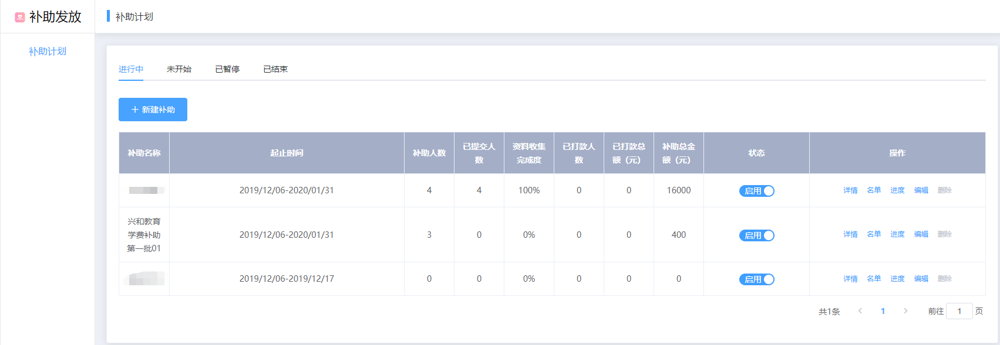 补助发放
补助计划
补助计划
进行中 未开始 已暂停 已结束
+ 新建补助
补助名称 起止时间 补助人数 已提交人数 资料收集完成度 已打款人数 已打款总额（元） 补助总金额（元） 状态 操作
2019/12/06-2020/01/31 4 4 100% 0 0 16000 启用 详情 名单 进度 编辑 删除
兴和教育
学费补助
第一批01
2019/12/06-2020/01/31 3 0 0% 0 0 400 启用 详情 名单 进度 编辑 删除
2019/12/06-2019/12/17 0 0 0% 0 0 0 启用 详情 名单 进度 编辑 删除
共1条 < 1 > 前往 1 页